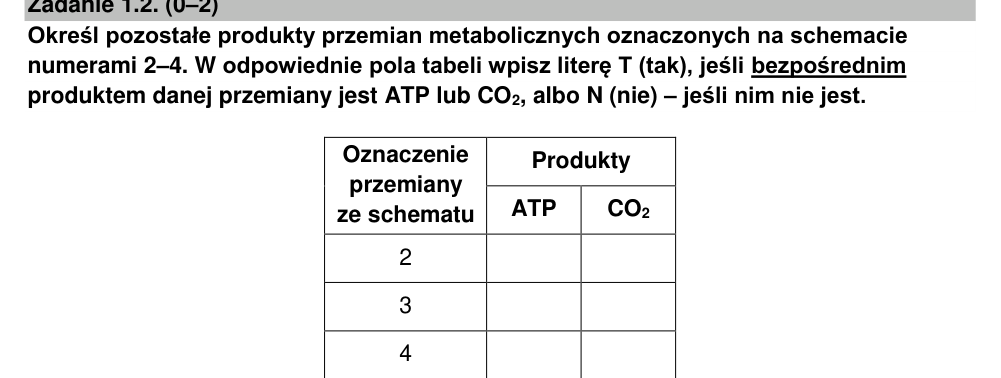 Zadanie 1.2. (0–2)
Określ pozostałe produkty przemian metabolicznych oznaczonych na schemacie
numerami 2–4. W odpowiednie pola tabeli wpisz literę T (tak), jeśli bezpośrednim
produktem danej przemiany jest ATP lub CO₂, albo N (nie) – jeśli nim nie jest.
Oznaczenie
przemiany
ze schematu
Produkty
ATP CO₂
2
3
4